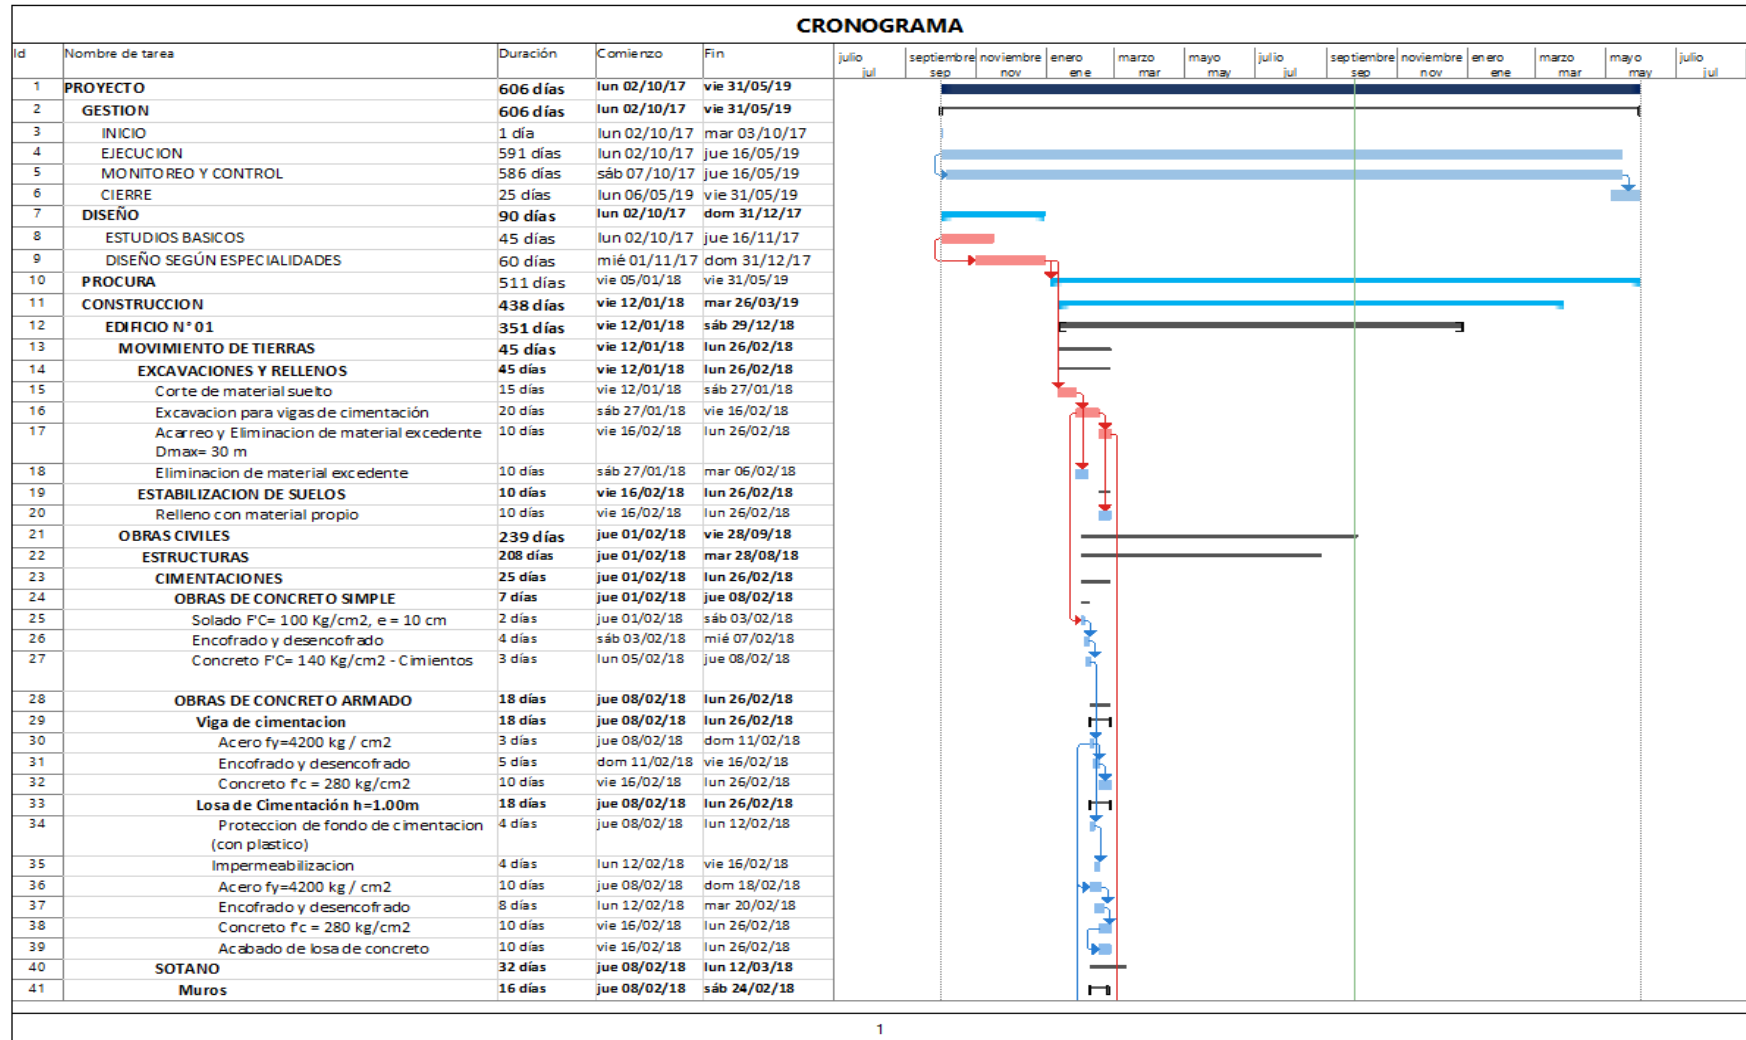 CRONOGRAMA
Id Nombre de tarea Duración Comienzo Fin
julio septiembre noviembre enero marzo mayo julio septiembre noviembre enero marzo mayo julio
jul sep nov ene mar may jul sep nov ene mar may jul
1 PROYECTO 606 días lun 02/10/17 vie 31/05/19
2 GESTION 606 días lun 02/10/17 vie 31/05/19
3 INICIO 1 día lun 02/10/17 mar 03/10/17
4 EJECUCION 591 días lun 02/10/17 jue 16/05/19
5 MONITOREO Y CONTROL 586 días sáb 07/10/17 jue 16/05/19
6 CIERRE 25 días lun 06/05/19 vie 31/05/19
7 DISEÑO 90 días lun 02/10/17 dom 31/12/17
8 ESTUDIOS BASICOS 45 días lun 02/10/17 jue 16/11/17
9 DISEÑO SEGÚN ESPECIALIDADES 60 días mié 01/11/17 dom 31/12/17
10 PROCURA 511 días vie 05/01/18 vie 31/05/19
11 CONSTRUCCION 438 días vie 12/01/18 mar 26/03/19
12 EDIFICIO N° 01 351 días vie 12/01/18 sáb 29/12/18
13 MOVIMIENTO DE TIERRAS 45 días vie 12/01/18 lun 26/02/18
14 EXCAVACIONES Y RELLENOS 45 días vie 12/01/18 lun 26/02/18
15 Corte de material suelto 15 días vie 12/01/18 sáb 27/01/18
16 Excavacion para vigas de cimentación 20 días sáb 27/01/18 vie 16/02/18
17 Acarreo y Eliminacion de material excedente 10 días vie 16/02/18 lun 26/02/18
Dmax= 30 m
18 Eliminacion de material excedente 10 días sáb 27/01/18 mar 06/02/18
19 ESTABILIZACION DE SUELOS 10 días vie 16/02/18 lun 26/02/18
20 Relleno con material propio 10 días vie 16/02/18 lun 26/02/18
21 OBRAS CIVILES 239 días jue 01/02/18 vie 28/09/18
22 ESTRUCTURAS 208 días jue 01/02/18 mar 28/08/18
23 CIMENTACIONES 25 días jue 01/02/18 lun 26/02/18
24 OBRAS DE CONCRETO SIMPLE 7 días jue 01/02/18 jue 08/02/18
25 Solado F'C= 100 Kg/cm2, e = 10 cm 2 días jue 01/02/18 sáb 03/02/18
26 Encofrado y desencofrado 4 días sáb 03/02/18 mié 07/02/18
27 Concreto F'C= 140 Kg/cm2 - Cimientos 3 días lun 05/02/18 jue 08/02/18
28 OBRAS DE CONCRETO ARMADO 18 días jue 08/02/18 lun 26/02/18
29 Viga de cimentacion 18 días jue 08/02/18 lun 26/02/18
30 Acero fy=4200 kg / cm2 3 días jue 08/02/18 dom 11/02/18
31 Encofrado y desencofrado 5 días dom 11/02/18 vie 16/02/18
32 Concreto f'c = 280 kg/cm2 10 días vie 16/02/18 lun 26/02/18
33 Losa de Cimentación h=1.00m 18 días jue 08/02/18 lun 26/02/18
34 Proteccion de fondo de cimentacion 4 días jue 08/02/18 lun 12/02/18
(con plastico)
35 Impermeabilizacion 4 días lun 12/02/18 vie 16/02/18
36 Acero fy=4200 kg / cm2 10 días jue 08/02/18 dom 18/02/18
37 Encofrado y desencofrado 8 días lun 12/02/18 mar 20/02/18
38 Concreto f'c = 280 kg/cm2 10 días vie 16/02/18 lun 26/02/18
39 Acabado de losa de concreto 10 días vie 16/02/18 lun 26/02/18
40 SOTANO 32 días jue 08/02/18 lun 12/03/18
41 Muros 16 días jue 08/02/18 sáb 24/02/18
1